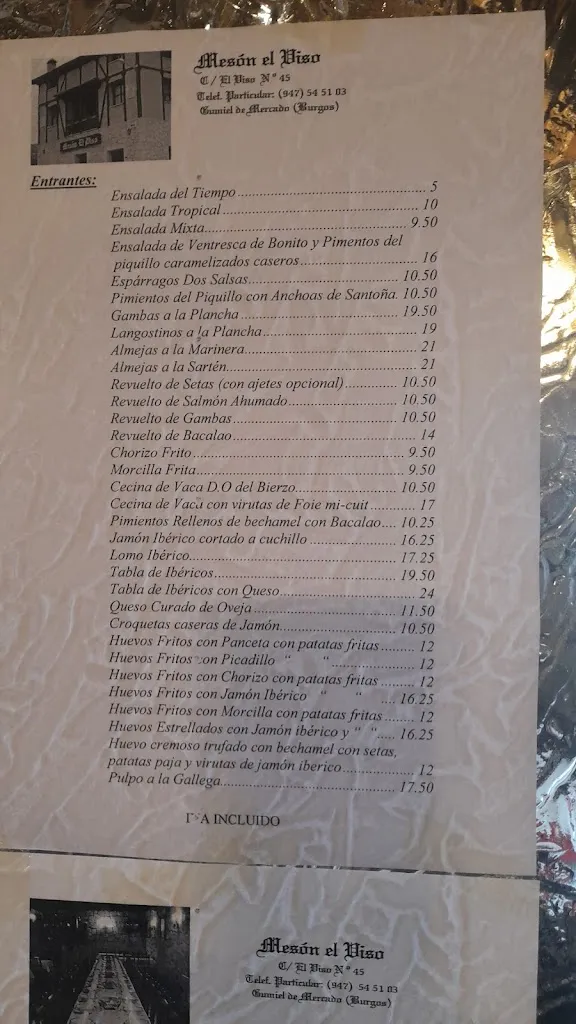 Mesón el Viso
C/ El Viso Nº 45
Telef. Particular: (947) 54 51 03
Gumiel de Mercado (Burgos)
Mesón El Viso
Entrantes:
Ensalada del Tiempo.......................................... 5
Ensalada Tropical............................................. 10
Ensalada Mixta............................................... 9.50
Ensalada de Ventresca de Bonito y Pimentos del
piquillo caramelizados caseros........................... 16
Espárragos Dos Salsas.................................. 10.50
Pimientos del Piquillo con Anchoas de Santoña. 10.50
Gambas a la Plancha................................... 19.50
Langostinos a la Plancha................................... 19
Almejas a la Marinera...................................... 21
Almejas a la Sartén.......................................... 21
Revuelto de Setas (con ajetes opcional)............ 10.50
Revuelto de Salmón Ahumado........................ 10.50
Revuelto de Gambas..................................... 10.50
Revuelto de Bacalao........................................ 14
Chorizo Frito............................................... 9.50
Morcilla Frita............................................... 9.50
Cecina de Vaca D.O del Bierzo...................... 10.50
Cecina de Vaca con virutas de Foie mi-cuit.......... 17
Pimientos Rellenos de bechamel con Bacalao.... 10.25
Jamón Ibérico cortado a cuchillo.................... 16.25
Lomo Ibérico............................................... 17.25
Tabla de Ibéricos......................................... 19.50
Tabla de Ibéricos con Queso............................... 24
Queso Curado de Oveja................................ 11.50
Croquetas caseras de Jamón.......................... 10.50
Huevos Fritos con Panceta con patatas fritas......... 12
Huevos Fritos con Picadillo “ “ .................... 12
Huevos Fritos con Chorizo con patatas fritas ......... 12
Huevos Fritos con Jamón Ibérico “ “ .... 16.25
Huevos Fritos con Morcilla con patatas fritas......... 12
Huevos Estrellados con Jamón ibérico y “ “..... 16.25
Huevo cremoso trufado con bechamel con setas,
patatas paja y virutas de jamón iberico................ 12
Pulpo a la Gallega....................................... 17.50
IVA INCLUIDO
Mesón el Viso
C/ El Viso Nº 45
Telef. Particular: (947) 54 51 03
Gumiel de Mercado (Burgos)